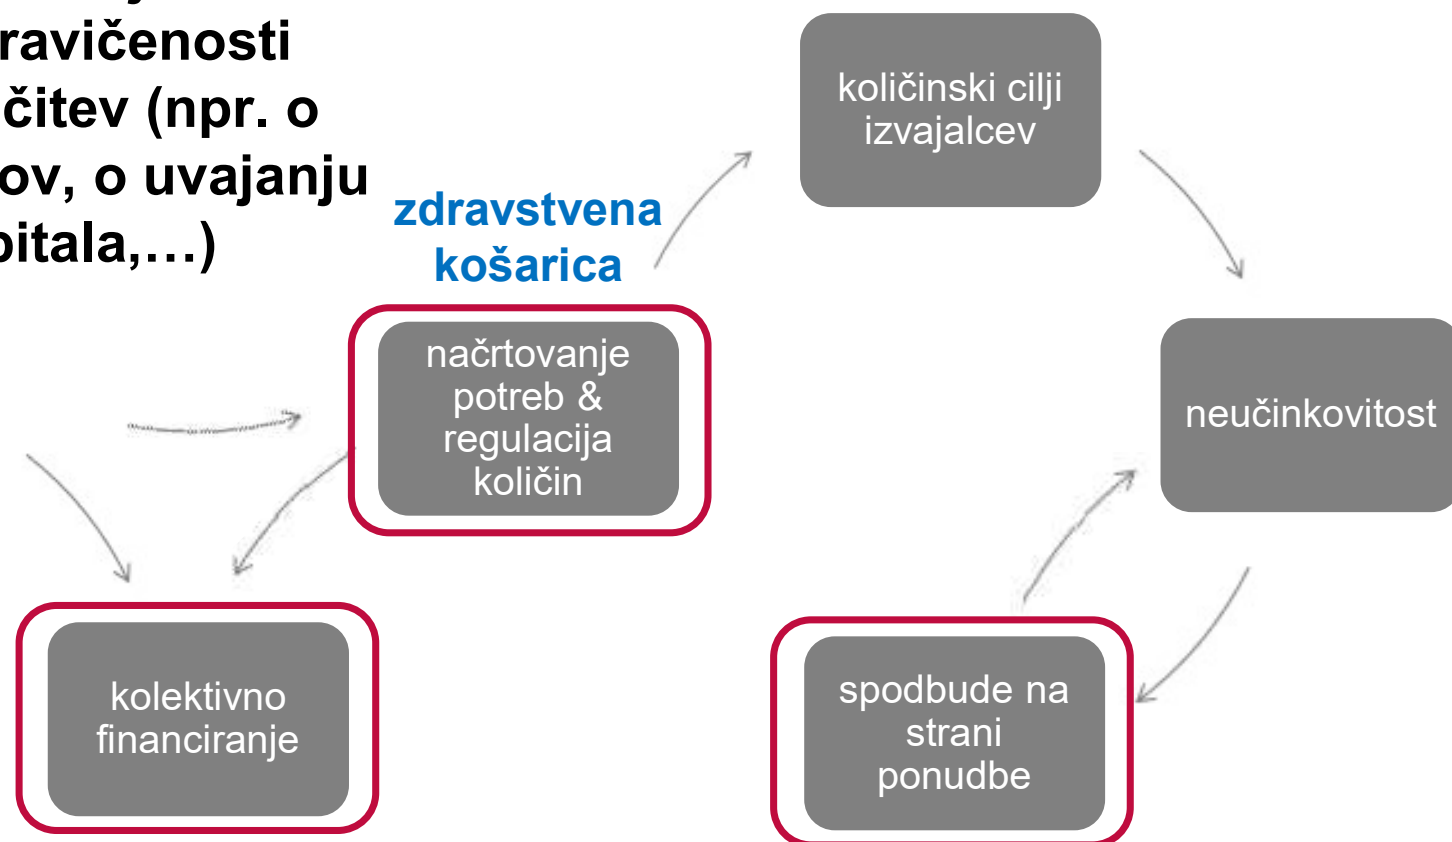 ravičenosti
čitev (npr. o
ov, o uvajanju
pitala,…)
zdravstvena
košarica
količinski cilji
izvajalcev
načrtovanje
potreb &
regulacija
količin
neučinkovitost
kolektivno
financiranje
spodbude na
strani
ponudbe